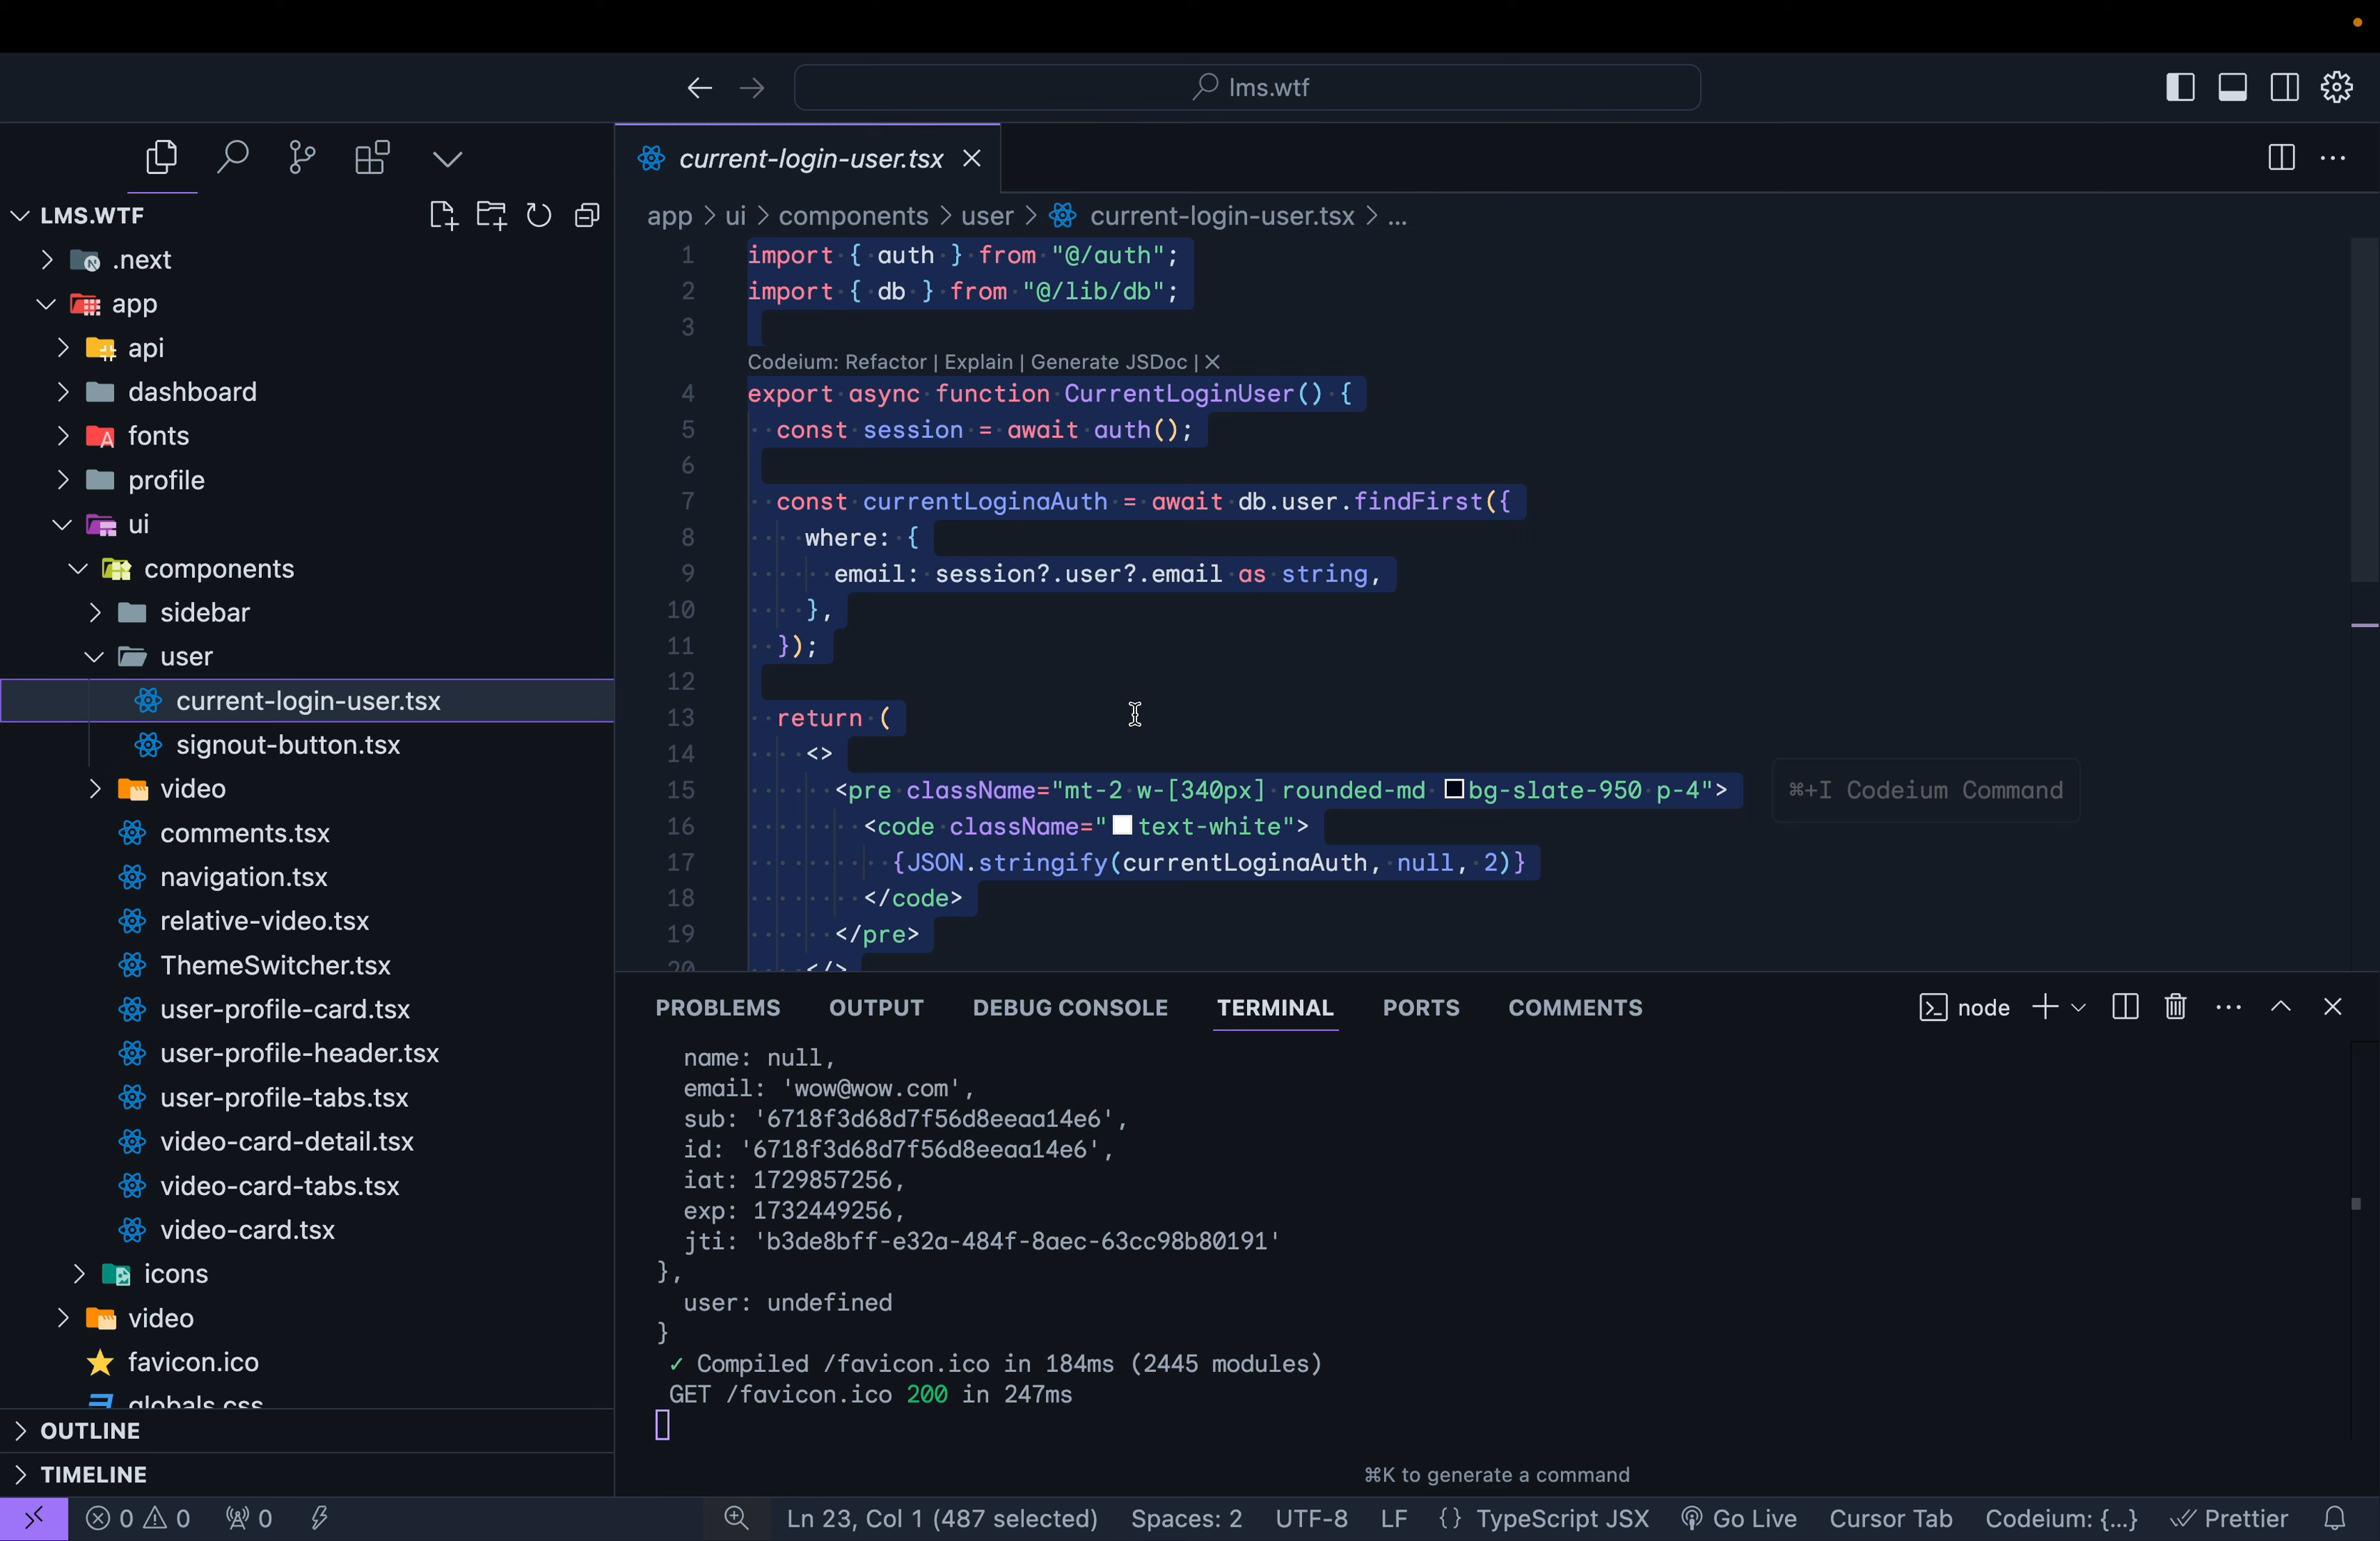 lms.wtf
current-login-user.tsx
LMS.WTF
app > ui > components > user > current-login-user.tsx > ...
.next
app
api
dashboard
fonts
profile
ui
components
sidebar
user
current-login-user.tsx
signout-button.tsx
video
comments.tsx
navigation.tsx
relative-video.tsx
ThemeSwitcher.tsx
user-profile-card.tsx
user-profile-header.tsx
user-profile-tabs.tsx
video-card-detail.tsx
video-card-tabs.tsx
video-card.tsx
icons
video
favicon.ico
globals.css
OUTLINE
TIMELINE
1 import { auth } from "@/auth";
2 import { db } from "@/lib/db";
3
Codeium: Refactor | Explain | Generate JSDoc | X
4 export async function CurrentLoginUser() {
5 const session = await auth();
6
7 const currentLoginaAuth = await db.user.findFirst({
8 where: {
9 email: session?.user?.email as string,
10 },
11 });
12
13 return (
14 <>
15 <pre className="mt-2 w-[340px] rounded-md bg-slate-950 p-4">
⌘+I Codeium Command
16 <code className="text-white">
17 {JSON.stringify(currentLoginaAuth, null, 2)}
18 </code>
19 </pre>
20 </>
PROBLEMS OUTPUT DEBUG CONSOLE TERMINAL PORTS COMMENTS
node
name: null,
email: 'wow@wow.com',
sub: '6718f3d68d7f56d8eeaa14e6',
id: '6718f3d68d7f56d8eeaa14e6',
iat: 1729857256,
exp: 1732449256,
jti: 'b3de8bff-e32a-484f-8aec-63cc98b80191'
},
user: undefined
}
✓ Compiled /favicon.ico in 184ms (2445 modules)
GET /favicon.ico 200 in 247ms
⌘K to generate a command
0 0 0 Ln 23, Col 1 (487 selected) Spaces: 2 UTF-8 LF {} TypeScript JSX Go Live Cursor Tab Codeium: {...} Prettier